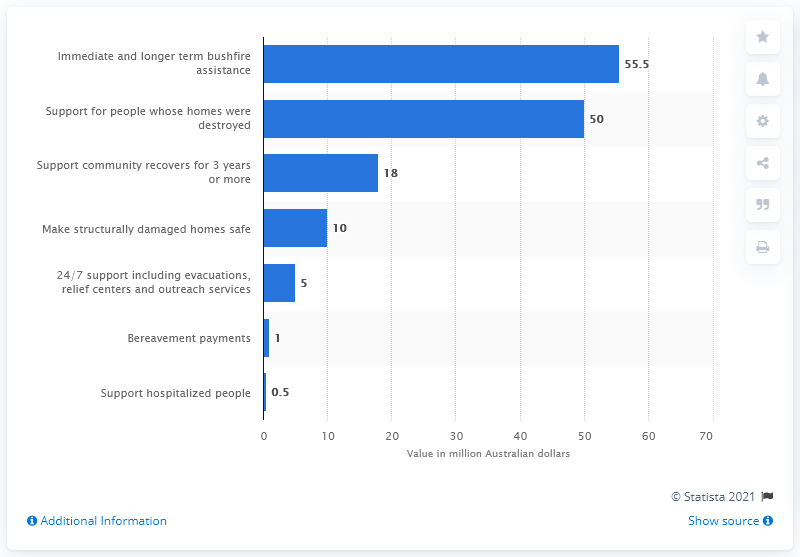 Immediate and longer term bushfire
assistance
55.5
Support for people whose homes were
destroyed
50
Support community recovers for 3 years
or more
18
Make structurally damaged homes safe
10
24/7 support including evacuations,
relief centers and outreach services
5
Bereavement payments
1
Support hospitalized people
0.5
0 10 20 30 40 50 60 70
Value in million Australian dollars
© Statista 2021
Additional Information
Show source